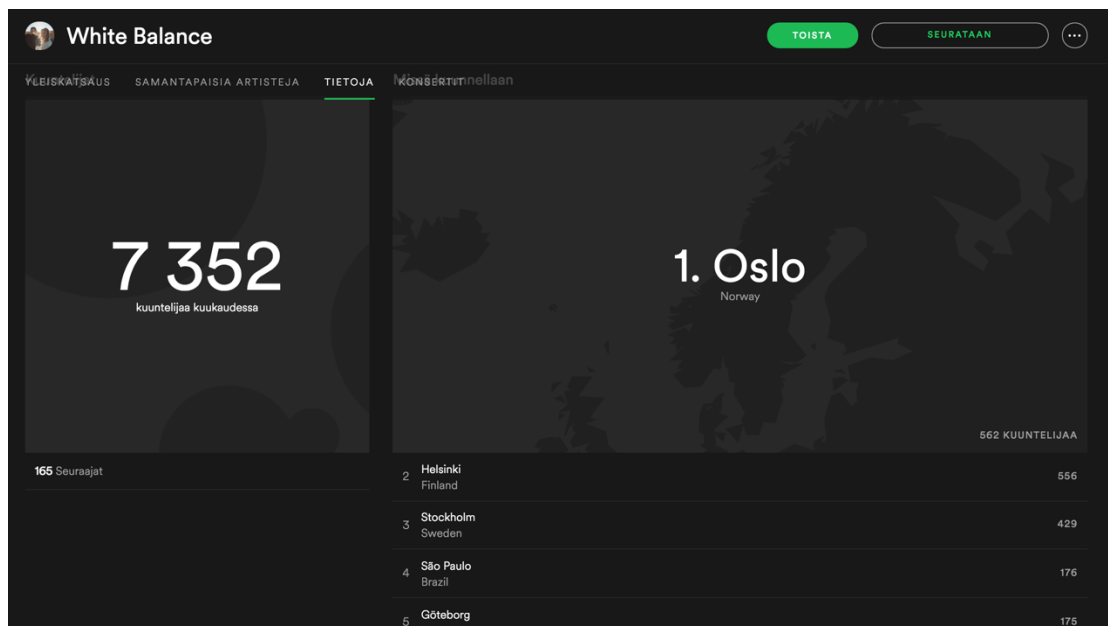 White Balance
TOISTA
SEURATAAN
YLEISKATSAUS
SAMANTAPAISIA ARTISTEJA
TIETOJA
KONSERTIT
7 352
kuuntelijaa kuukaudessa
165 Seuraajat
1. Oslo
Norway
562 KUUNTELIJAA
2 Helsinki
Finland
556
3 Stockholm
Sweden
429
4 São Paulo
Brazil
176
5 Göteborg
175